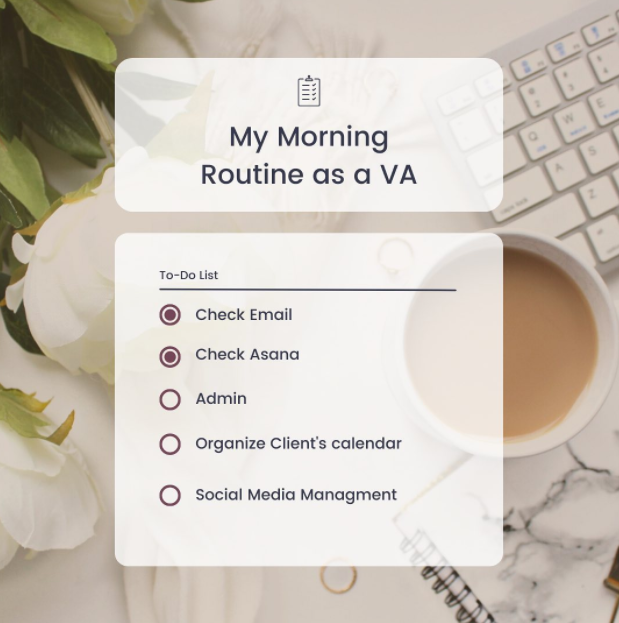 My Morning
Routine as a VA
To-Do List
Check Email
Check Asana
Admin
Organize Client's calendar
Social Media Managment